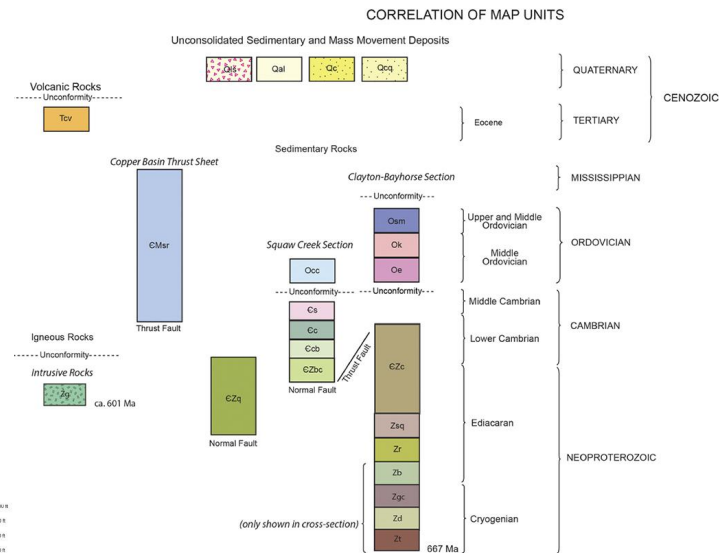 CORRELATION OF MAP UNITS
Unconsolidated Sedimentary and Mass Movement Deposits
Qls
Qal
Qc
Qcq
QUATERNARY
CENOZOIC
Volcanic Rocks
Unconformity
Tcv
Eocene
TERTIARY
Sedimentary Rocks
Copper Basin Thrust Sheet
Clayton-Bayhorse Section
MISSISSIPPIAN
Unconformity
Osm
Upper and Middle
Ordovician
Ok
Middle
Ordovician
ORDOVICIAN
Oe
ЄMsr
Squaw Creek Section
Occ
Unconformity
Unconformity
Єs
Middle Cambrian
Єc
Єcb
Lower Cambrian
CAMBRIAN
ЄZbc
Normal Fault
Thrust Fault
Thrust Fault
ЄZc
Igneous Rocks
Unconformity
Intrusive Rocks
Zg
ca. 601 Ma
ЄZq
Normal Fault
Zsq
Ediacaran
Zr
NEOPROTEROZOIC
Zb
Zgc
(only shown in cross-section)
Zd
Cryogenian
Zt
667 Ma